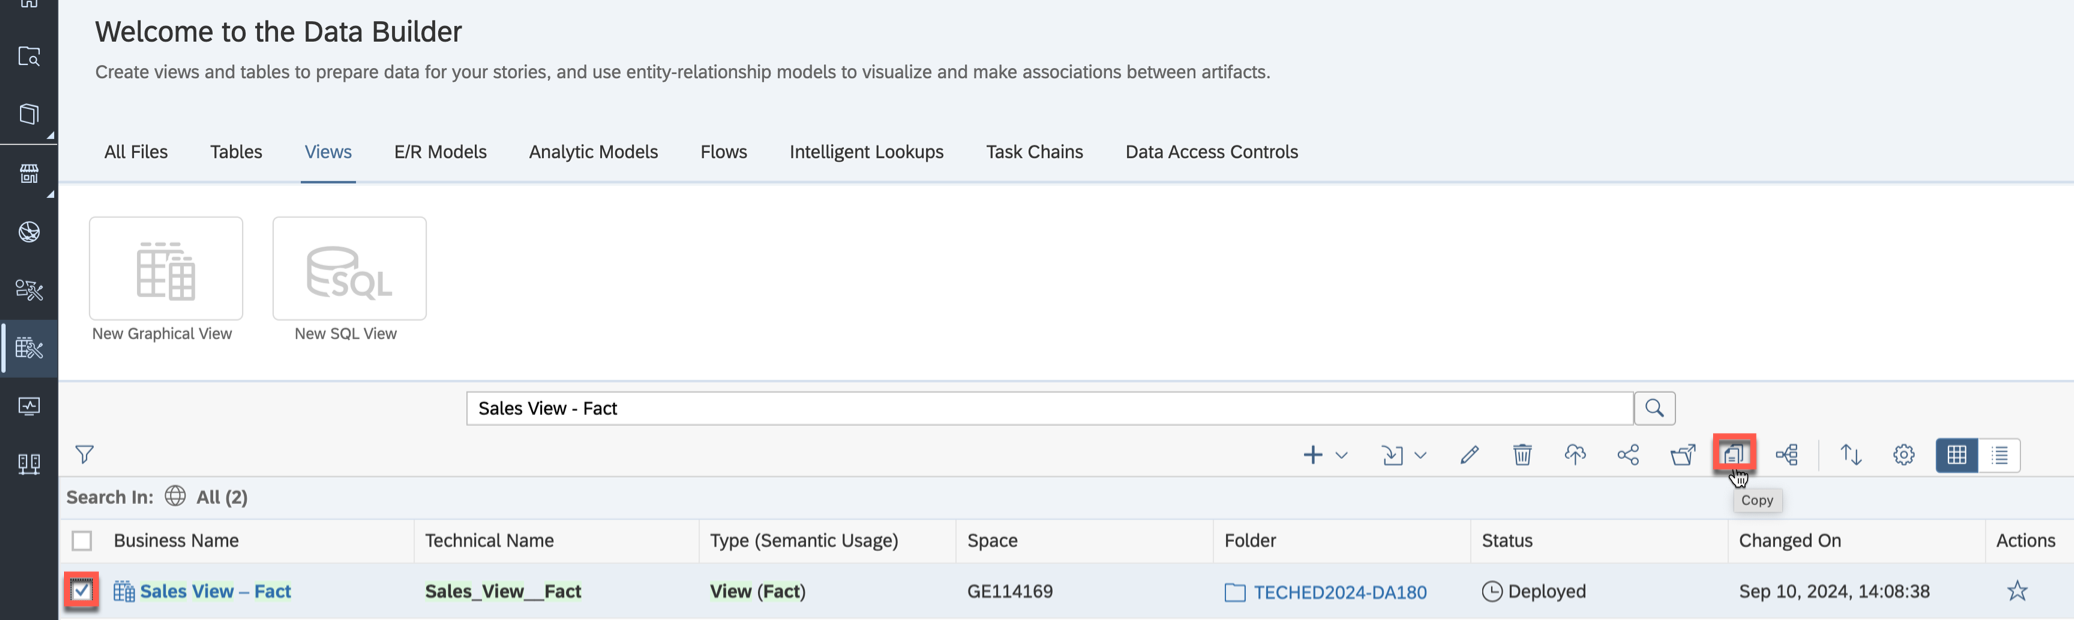 Welcome to the Data Builder
Create views and tables to prepare data for your stories, and use entity-relationship models to visualize and make associations between artifacts.
All Files Tables Views E/R Models Analytic Models Flows Intelligent Lookups Task Chains Data Access Controls
SQL
New Graphical View New SQL View
Sales View - Fact
Search In: All (2)
Copy
Business Name Technical Name Type (Semantic Usage) Space Folder Status Changed On Actions
Sales View – Fact Sales_View__Fact View (Fact) GE114169 TECHED2024-DA180 Deployed Sep 10, 2024, 14:08:38